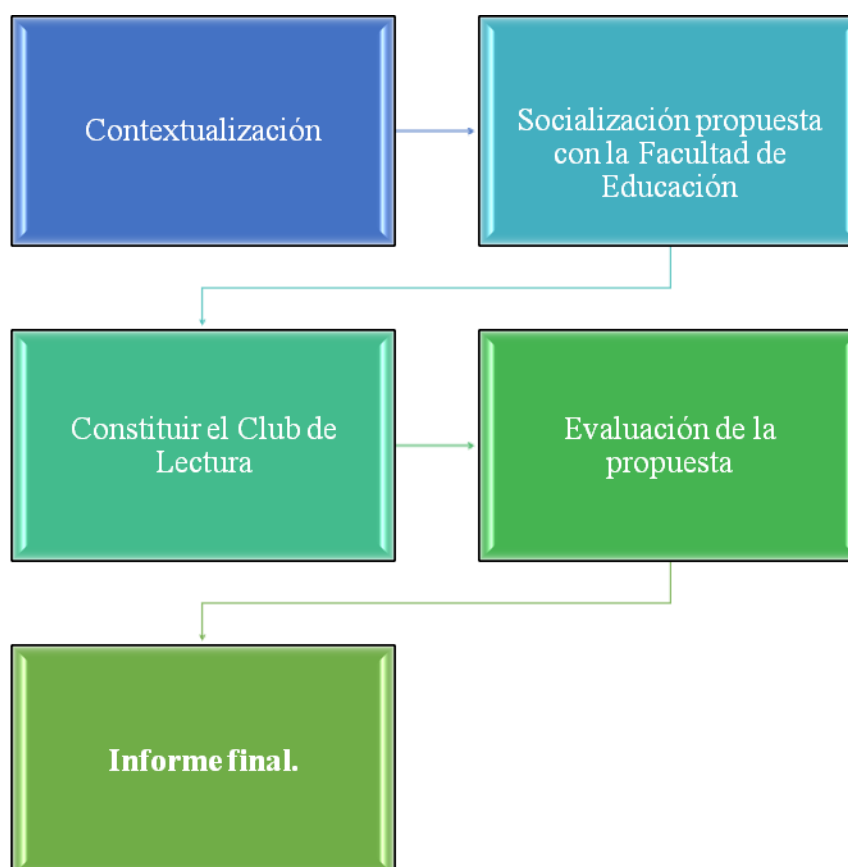 Contextualización
Socialización propuesta
con la Facultad de
Educación
Constituir el Club de
Lectura
Evaluación de la
propuesta
Informe final.